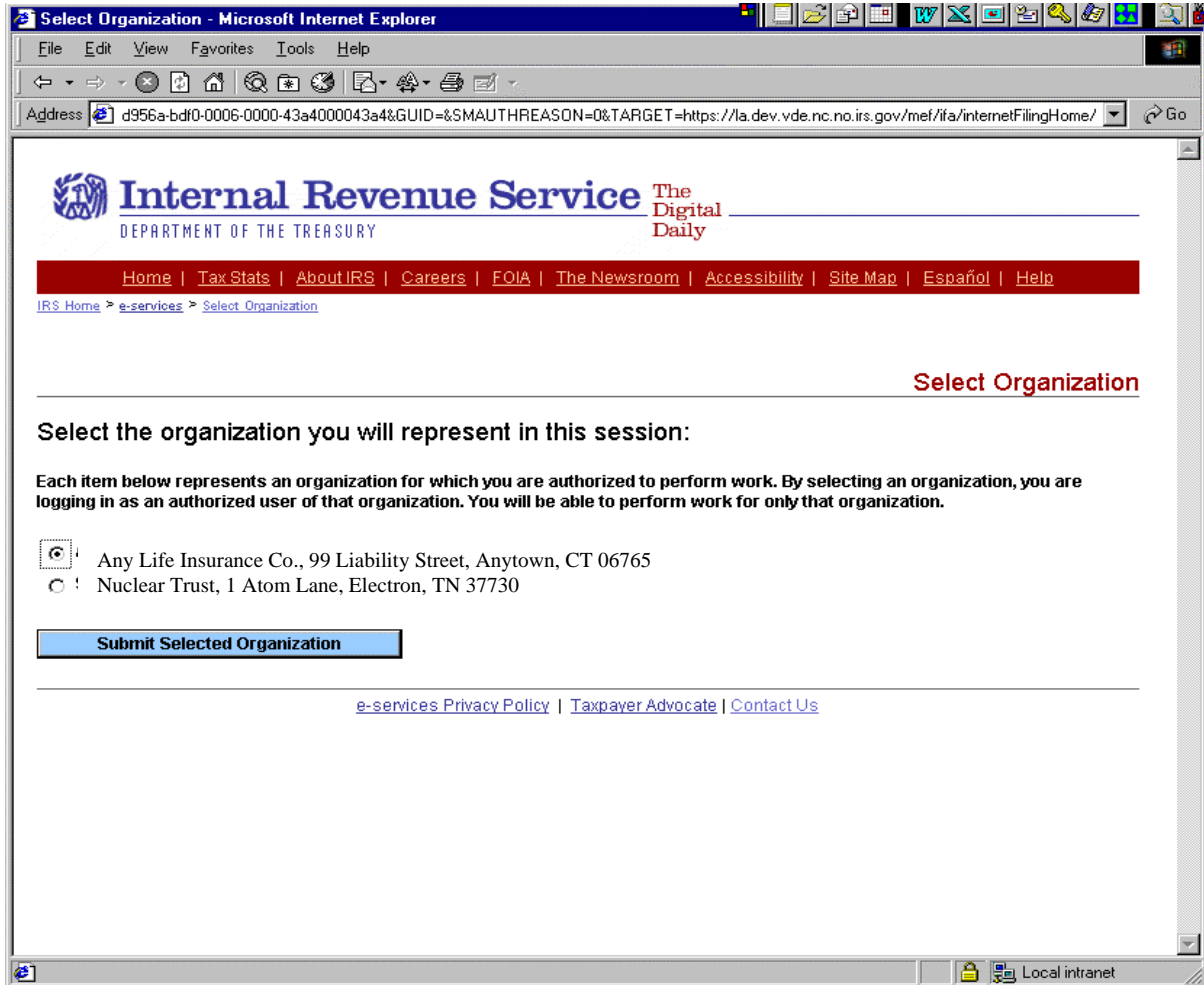 Select Organization - Microsoft Internet Explorer
File Edit View Favorites Tools Help
Address d956a-bdf0-0006-0000-43a4000043a4&GUID=&SMAUTHREASON=0&TARGET=https://la.dev.vde.nc.no.irs.gov/mef/ifa/internetFilingHome/ Go
Internal Revenue Service The Digital Daily
DEPARTMENT OF THE TREASURY
Home | Tax Stats | About IRS | Careers | FOIA | The Newsroom | Accessibility | Site Map | Español | Help
IRS Home > e-services > Select Organization
Select Organization
Select the organization you will represent in this session:
Each item below represents an organization for which you are authorized to perform work. By selecting an organization, you are
logging in as an authorized user of that organization. You will be able to perform work for only that organization.
Any Life Insurance Co., 99 Liability Street, Anytown, CT 06765
Nuclear Trust, 1 Atom Lane, Electron, TN 37730
Submit Selected Organization
e-services Privacy Policy | Taxpayer Advocate | Contact Us
Local intranet